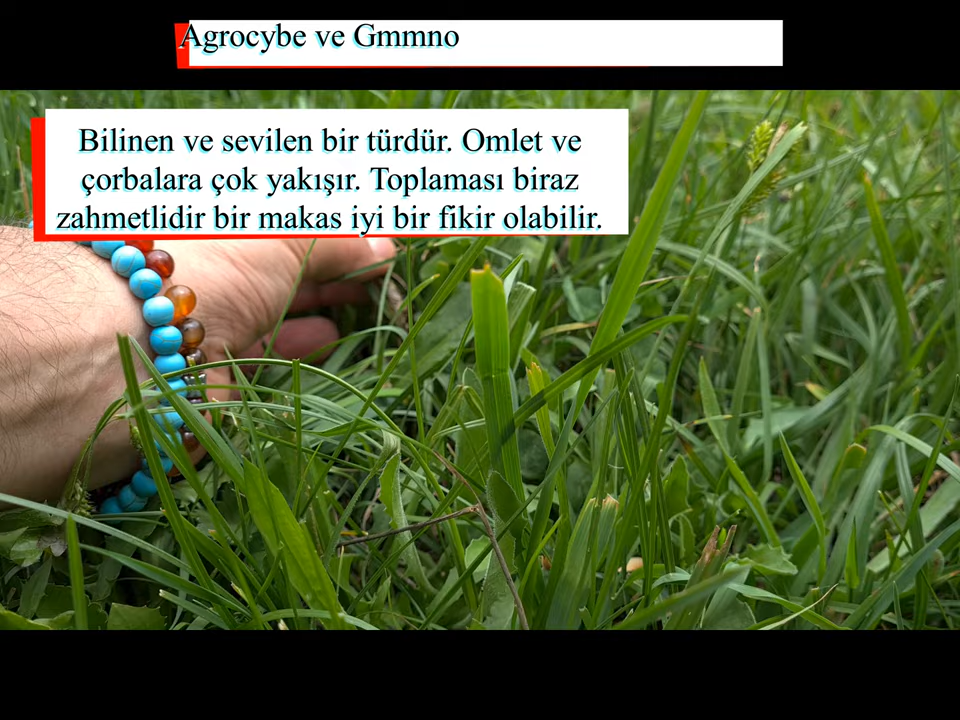 Agrocybe ve Gmmno
Bilinen ve sevilen bir türdür. Omlet ve
çorbalara çok yakışır. Toplaması biraz
zahmetlidir bir makas iyi bir fikir olabilir.